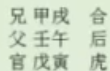 兄 甲戌 合
父 壬午 后
官 戊寅 虎